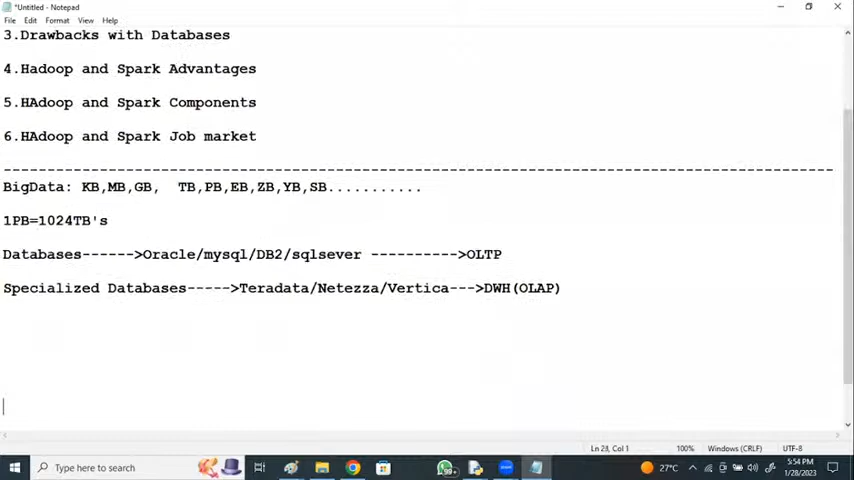 *Untitled - Notepad
File Edit Format View Help
3.Drawbacks with Databases
4.Hadoop and Spark Advantages
5.HAdoop and Spark Components
6.HAdoop and Spark Job market
-----------------------------------------------------------------------------------------------
BigData: KB,MB,GB,  TB,PB,EB,ZB,YB,SB...........
1PB=1024TB's
Databases------>Oracle/mysql/DB2/sqlsever ---------->OLTP
Specialized Databases----->Teradata/Netezza/Vertica--->DWH(OLAP)
Ln 23, Col 1 100% Windows (CRLF) UTF-8
Type here to search 99+ 27°C 5:54 PM
1/28/2023